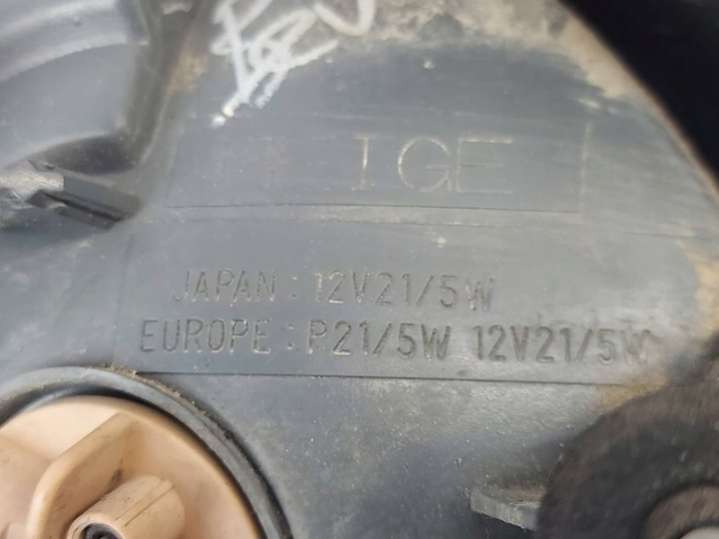 IGE
JAPAN : 12V21/5W
EUROPE : P21/5W 12V21/5W